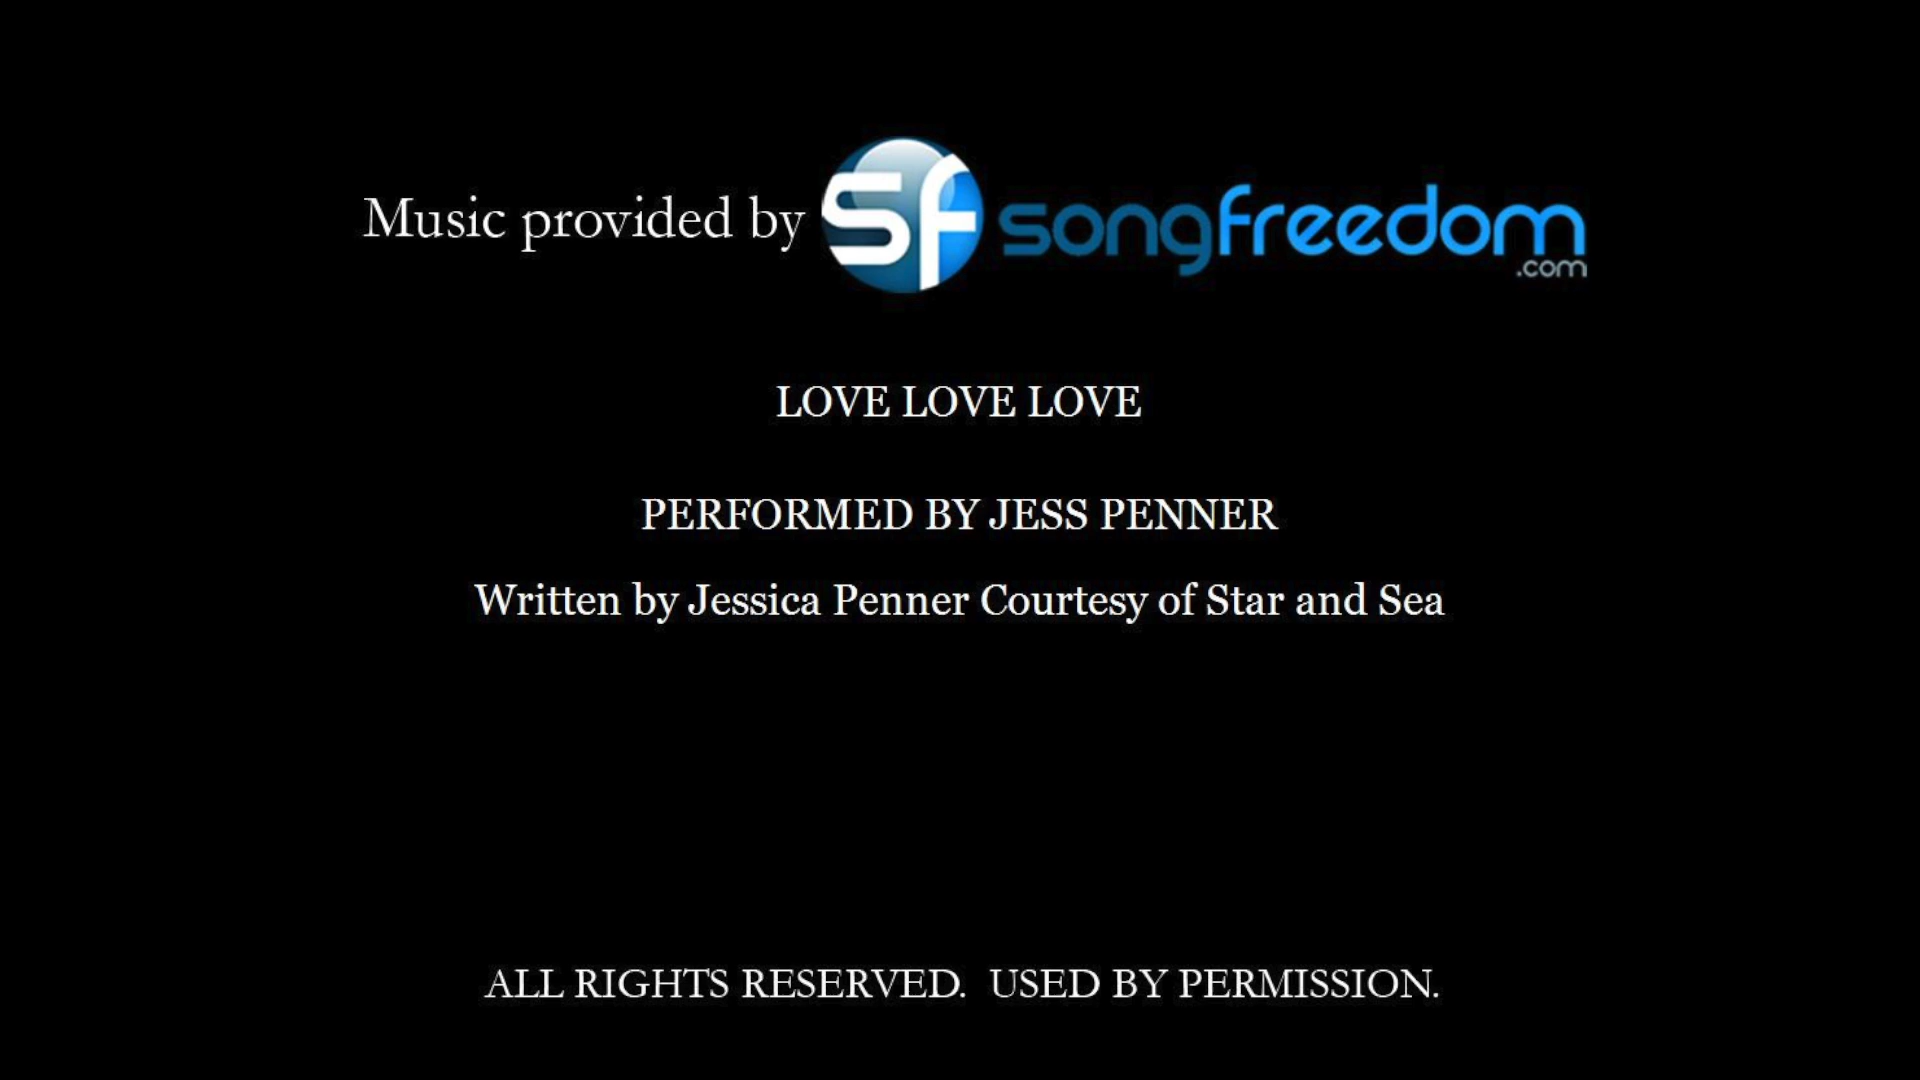 Music provided by SF songfreedom
.com
LOVE LOVE LOVE
PERFORMED BY JESS PENNER
Written by Jessica Penner Courtesy of Star and Sea
ALL RIGHTS RESERVED.  USED BY PERMISSION.